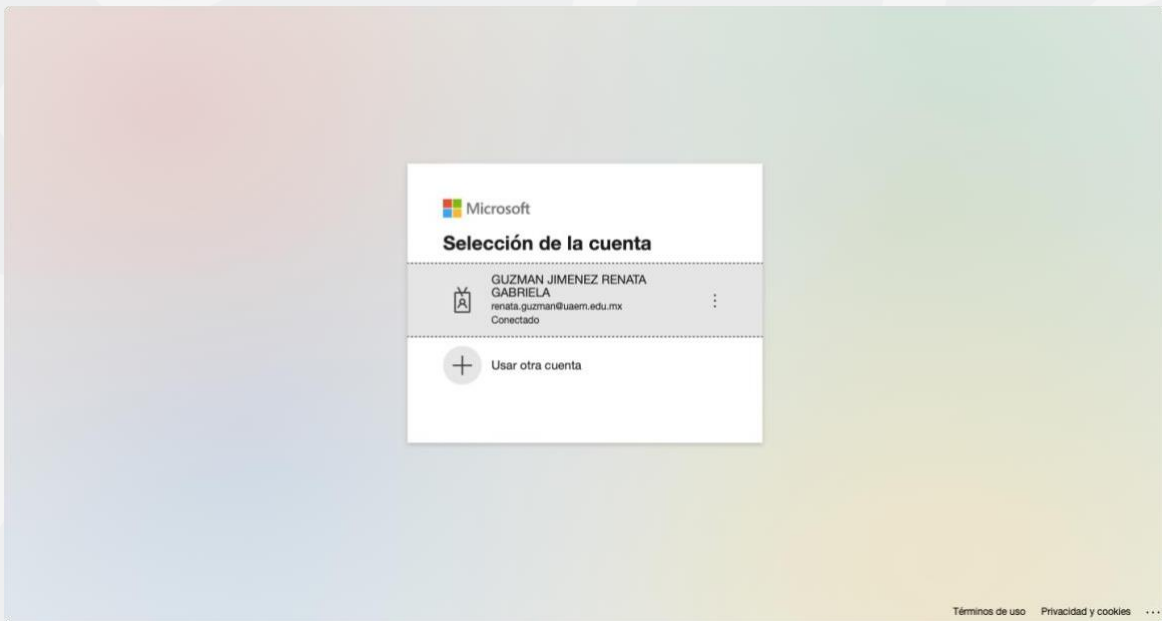 Microsoft
Selección de la cuenta
GUZMAN JIMENEZ RENATA
GABRIELA
renata.guzman@uaem.edu.mx
Conectado
Usar otra cuenta
Términos de uso Privacidad y cookies ...